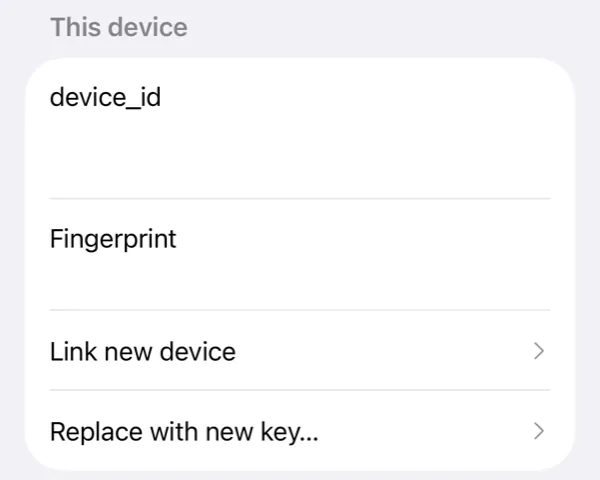 This device
device_id
Fingerprint
Link new device
Replace with new key...